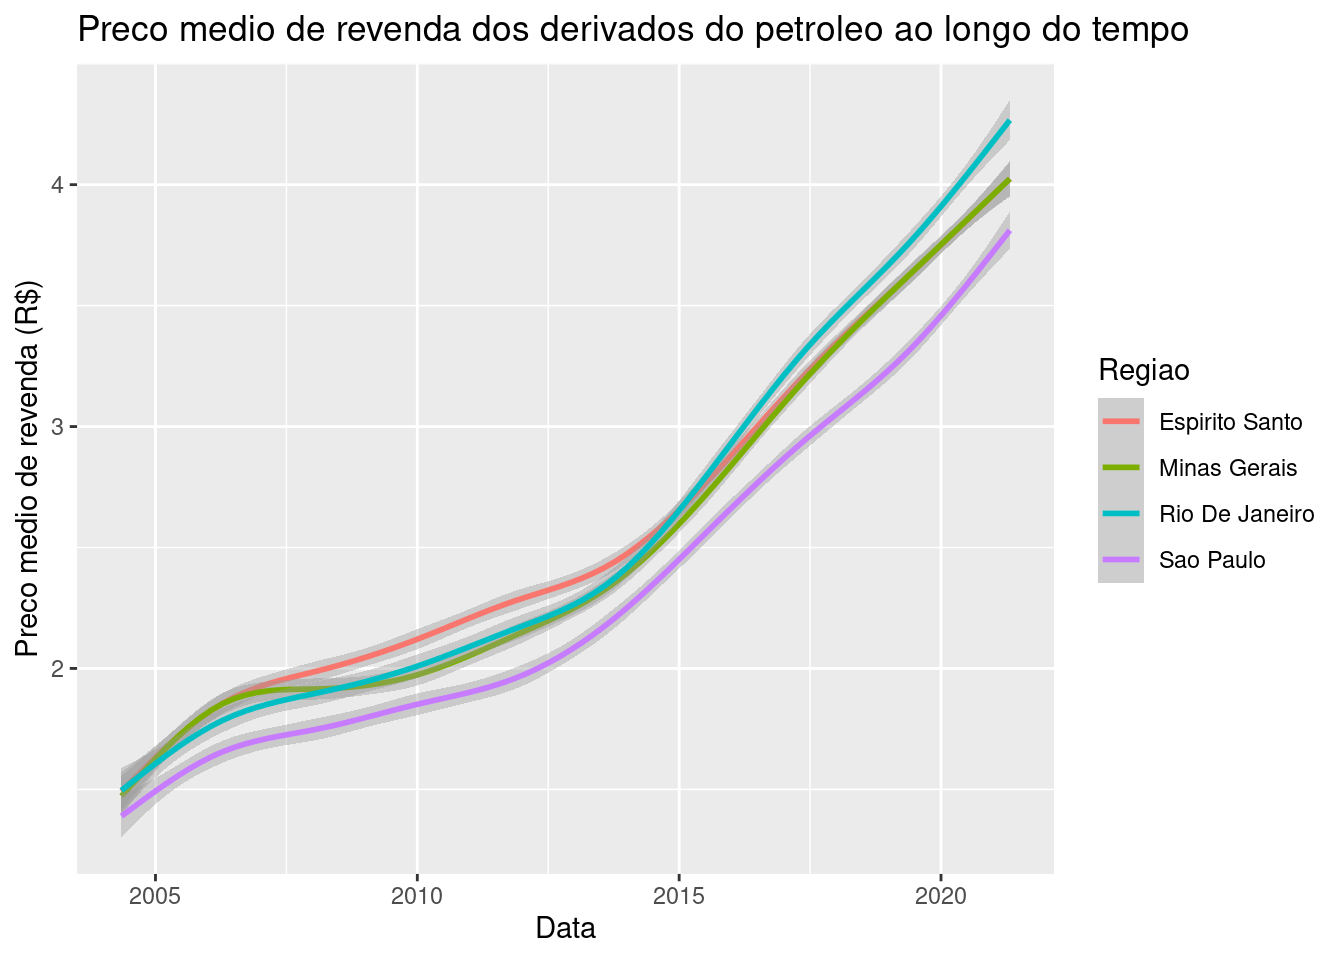 Preco medio de revenda dos derivados do petroleo ao longo do tempo
Preco medio de revenda (R$)
4
3
2
2005
2010
2015
2020
Data
Regiao
Espirito Santo
Minas Gerais
Rio De Janeiro
Sao Paulo